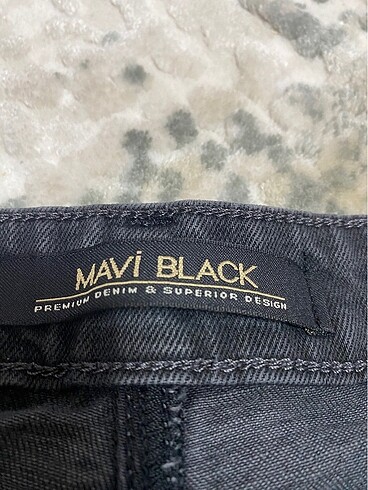 MAVİ BLACK
PREMIUM DENIM & SUPERIOR DESIGN